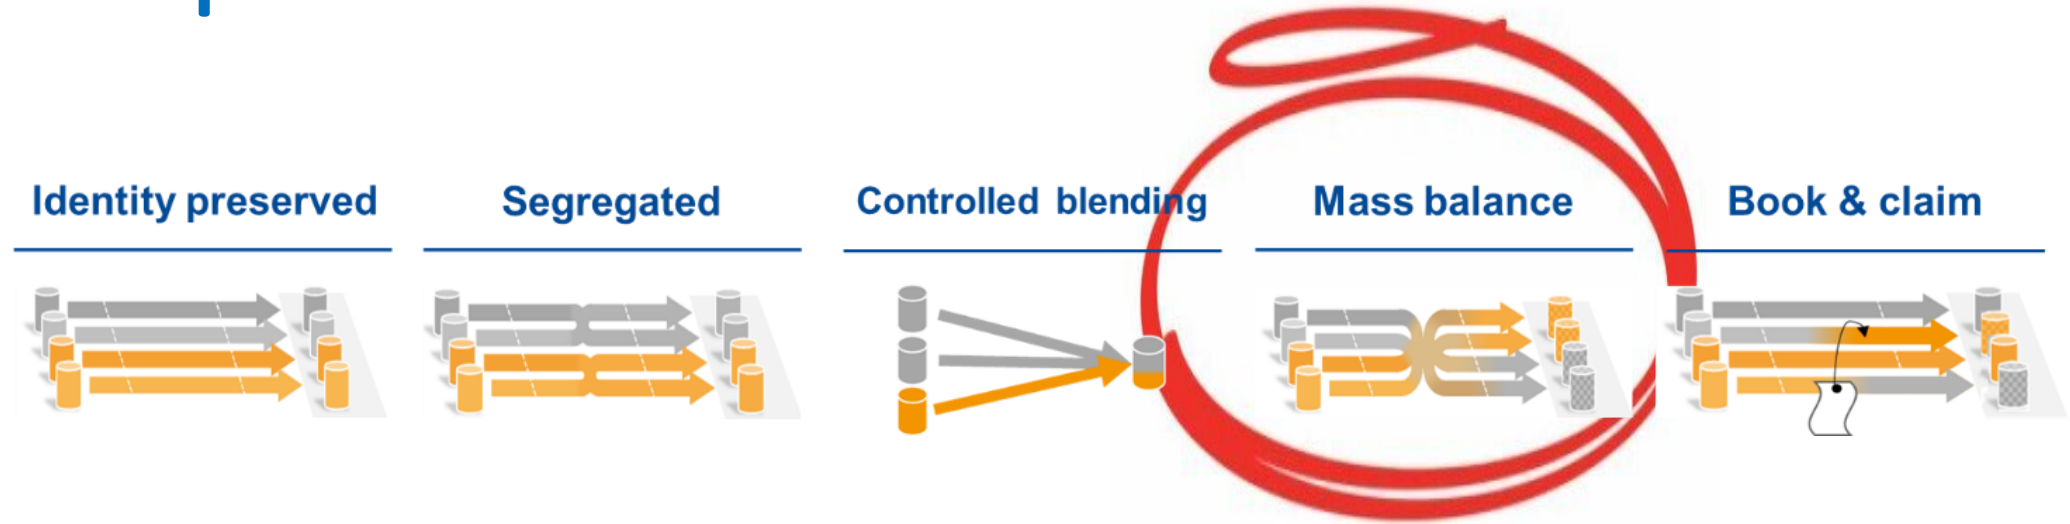 Identity preserved
Segregated
Controlled blending
Mass balance
Book & claim